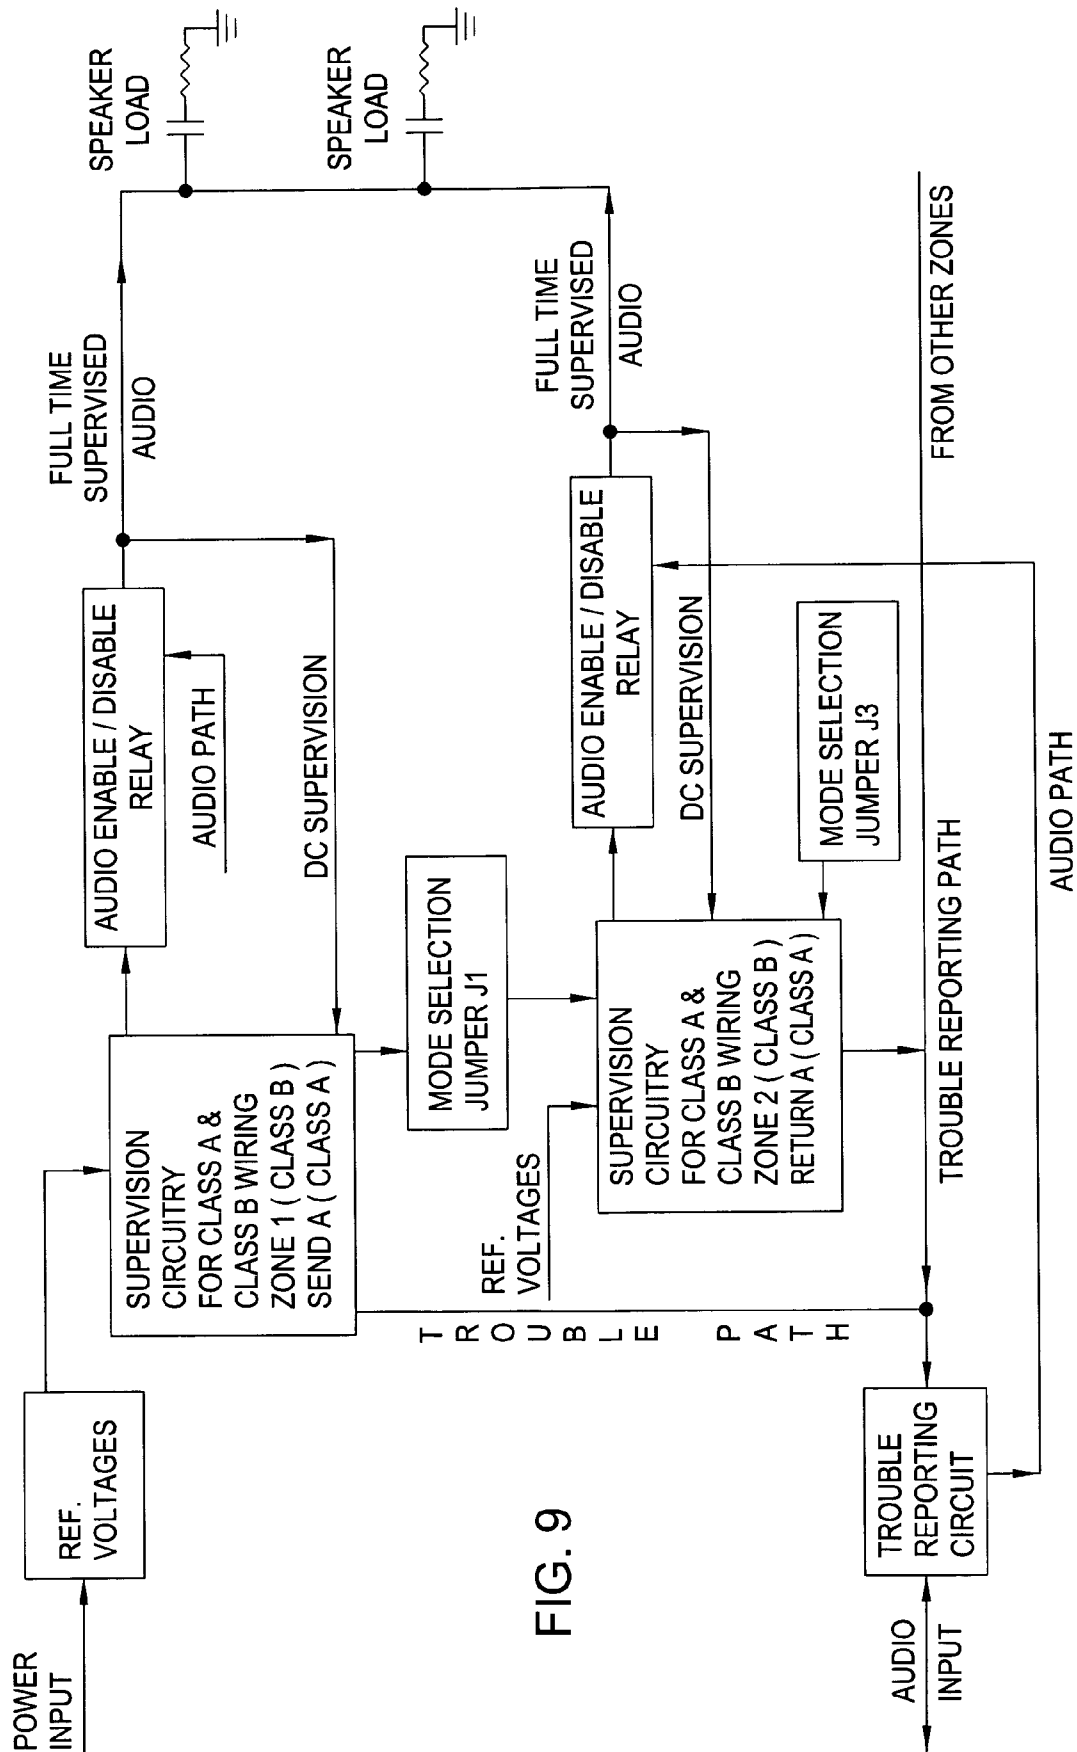 POWER
INPUT
REF.
VOLTAGES
SUPERVISION
CIRCUITRY
FOR CLASS A &
CLASS B WIRING
ZONE 1 ( CLASS B )
SEND A ( CLASS A )
AUDIO ENABLE / DISABLE
RELAY
AUDIO PATH
FULL TIME
SUPERVISED
AUDIO
SPEAKER
LOAD
DC SUPERVISION
MODE SELECTION
JUMPER J1
SPEAKER
LOAD
REF.
VOLTAGES
SUPERVISION
CIRCUITRY
FOR CLASS A &
CLASS B WIRING
ZONE 2 ( CLASS B )
RETURN A ( CLASS A )
AUDIO ENABLE / DISABLE
RELAY
FULL TIME
SUPERVISED
AUDIO
DC SUPERVISION
MODE SELECTION
JUMPER J3
TROUBLE PATH
TROUBLE REPORTING PATH
FROM OTHER ZONES
AUDIO
INPUT
TROUBLE
REPORTING
CIRCUIT
AUDIO PATH
FIG. 9